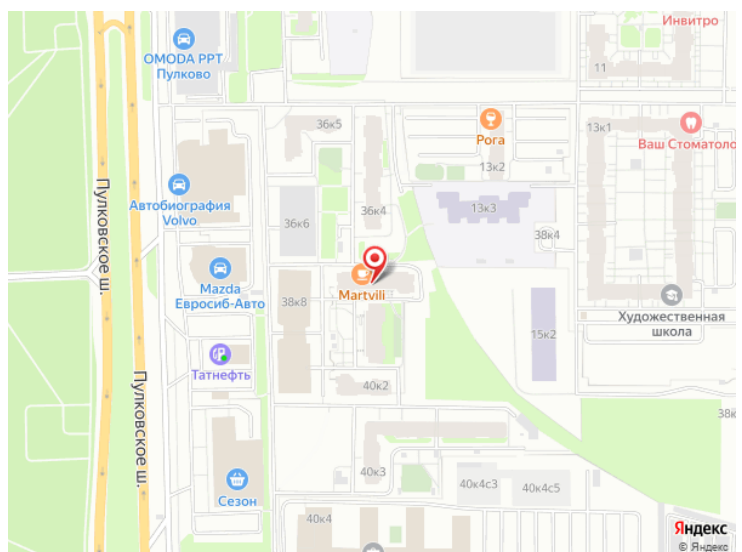 Инвитро
OMODA PPT
Пулково
11
36к5
Рога
13к1
Ваш Стоматоло
13к2
Пулковское ш.
Автобиография
Volvo
36к6
36к4
13к3
38к4
Mazda
Евросиб-Авто
38к8
Martvili
Художественная
школа
15к2
Татнефть
Пулковское ш.
40к2
38к
40к3
Сезон
40к4с3
40к4с5
40к4
Яндекс
© Яндекс